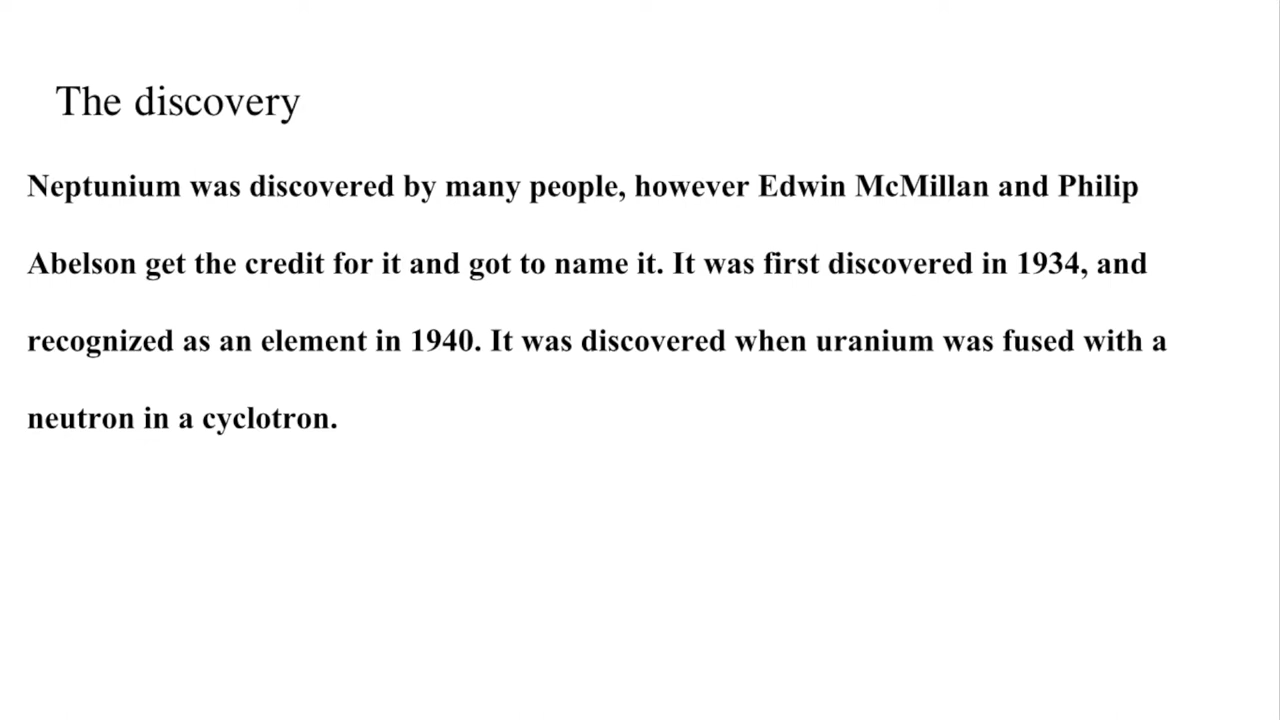 The discovery
Neptunium was discovered by many people, however Edwin McMillan and Philip
Abelson get the credit for it and got to name it. It was first discovered in 1934, and
recognized as an element in 1940. It was discovered when uranium was fused with a
neutron in a cyclotron.